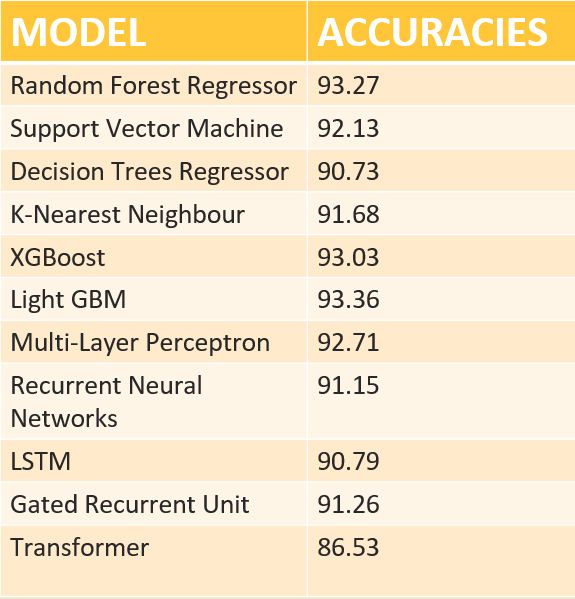 MODEL ACCURACIES
Random Forest Regressor 93.27
Support Vector Machine 92.13
Decision Trees Regressor 90.73
K-Nearest Neighbour 91.68
XGBoost 93.03
Light GBM 93.36
Multi-Layer Perceptron 92.71
Recurrent Neural 91.15
Networks
LSTM 90.79
Gated Recurrent Unit 91.26
Transformer 86.53